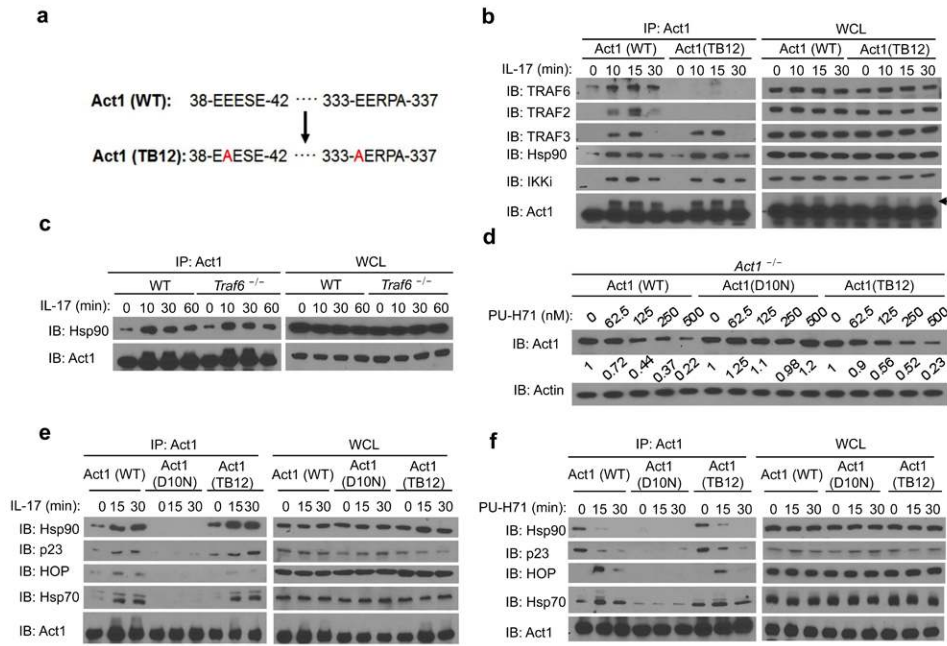 a
Act1 (WT): 38-EEESE-42 ···· 333-EERPA-337
Act1 (TB12): 38-EAESE-42 ···· 333-AERPA-337
b
IP: Act1 WCL
Act1 (WT) Act1(TB12) Act1 (WT) Act1(TB12)
IL-17 (min): 0 10 15 30 0 10 15 30 0 10 15 30 0 10 15 30
IB: TRAF6
IB: TRAF2
IB: TRAF3
IB: Hsp90
IB: IKKi
IB: Act1
c
IP: Act1 WCL
WT Traf6 −/− WT Traf6 −/−
IL-17 (min): 0 10 30 60 0 10 30 60 0 10 30 60 0 10 30 60
IB: Hsp90
IB: Act1
d
Act1 −/−
Act1 (WT) Act1(D10N) Act1(TB12)
PU-H71 (nM): 0 62.5 125 250 500 0 62.5 125 250 500 0 62.5 125 250 500
IB: Act1
1 0.72 0.44 0.37 0.22 1 1.25 1.1 0.98 1.2 1 0.9 0.56 0.52 0.23
IB: Actin
e
IP: Act1 WCL
Act1 (WT) Act1 (D10N) Act1 (TB12) Act1 (WT) Act1 (D10N) Act1 (TB12)
IL-17 (min): 0 15 30 0 15 30 0 15 30 0 15 30 0 15 30 0 15 30
IB: Hsp90
IB: p23
IB: HOP
IB: Hsp70
IB: Act1
f
IP: Act1 WCL
Act1 (WT) Act1 (D10N) Act1 (TB12) Act1 (WT) Act1 (D10N) Act1 (TB12)
PU-H71 (min): 0 15 30 0 15 30 0 15 30 0 15 30 0 15 30 0 15 30
IB: Hsp90
IB: p23
IB: HOP
IB: Hsp70
IB: Act1